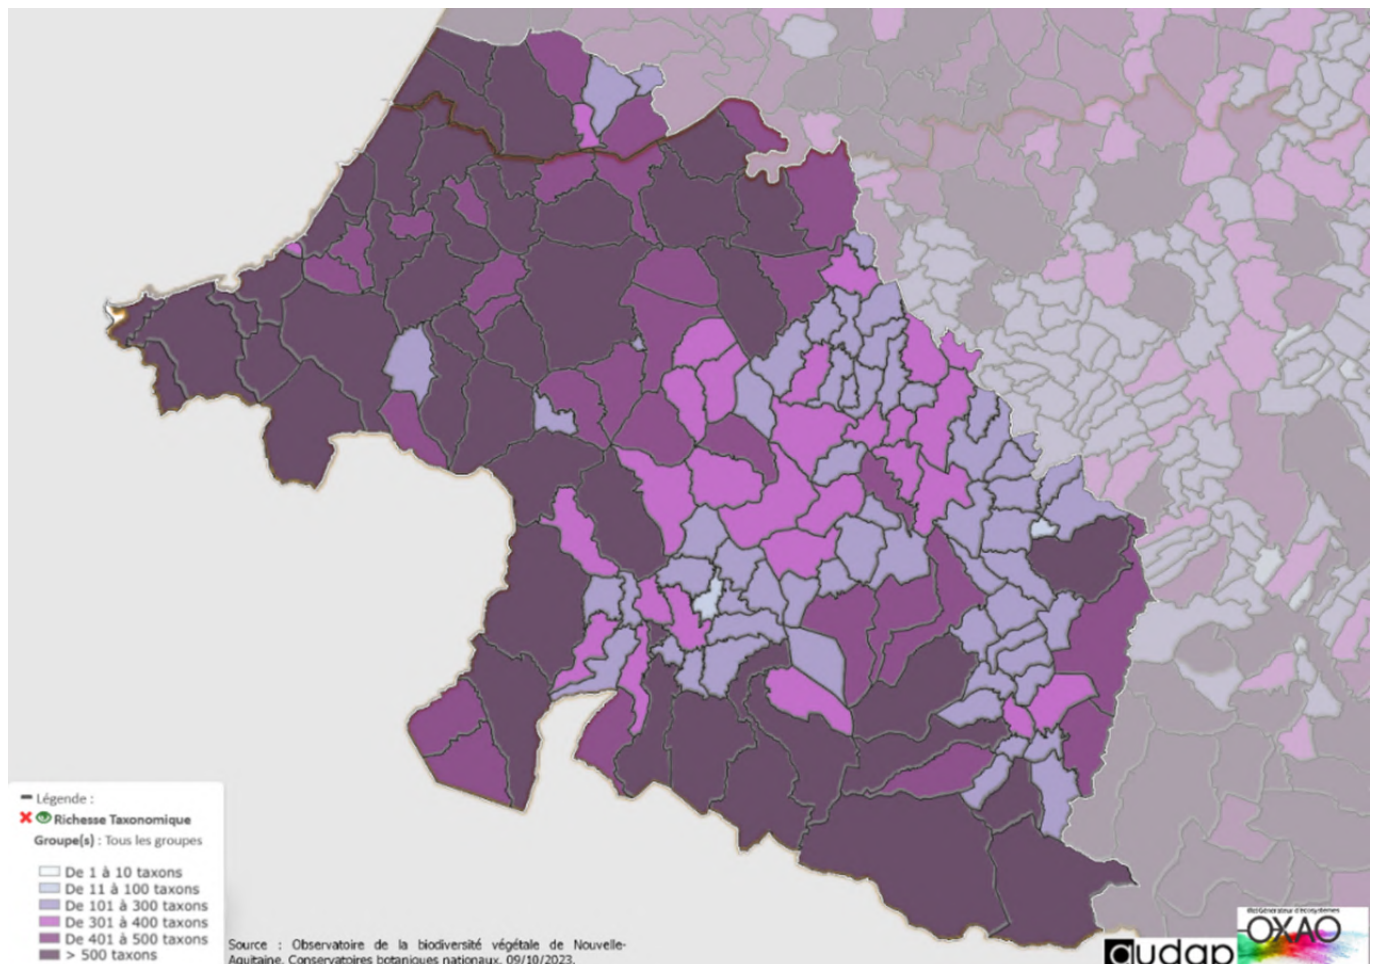 Légende :
Richesse Taxonomique
Groupe(s) : Tous les groupes
De 1 à 10 taxons
De 11 à 100 taxons
De 101 à 300 taxons
De 301 à 400 taxons
De 401 à 500 taxons
> 500 taxons
Source : Observatoire de la biodiversité végétale de Nouvelle-
Aquitaine, Conservatoires botaniques nationaux, 09/10/2023.
audap
OXAO